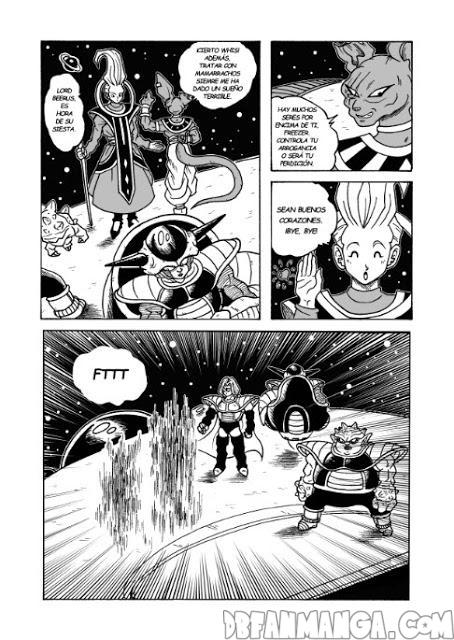 LORD
BEERUS,
ES
HORA
DE SU
SIESTA.
KIERTO WHIS!
ADEMÁS,
TRATAR CON
MAMARRACHOS
SIEMRE ME HA
DADO UN SUEÑO
TERRIBLE.
HAY MUCHOS
SERES POR
ENCIMA DE TI,
FREEZER.
CONTROLA TU
ARROGANCIA
O SERÁ TU
PERDICIÓN.
SEAN BUENOS
CORAZONES.
¡BYE, BYE!
FTTT
DBFANMANGA.COM